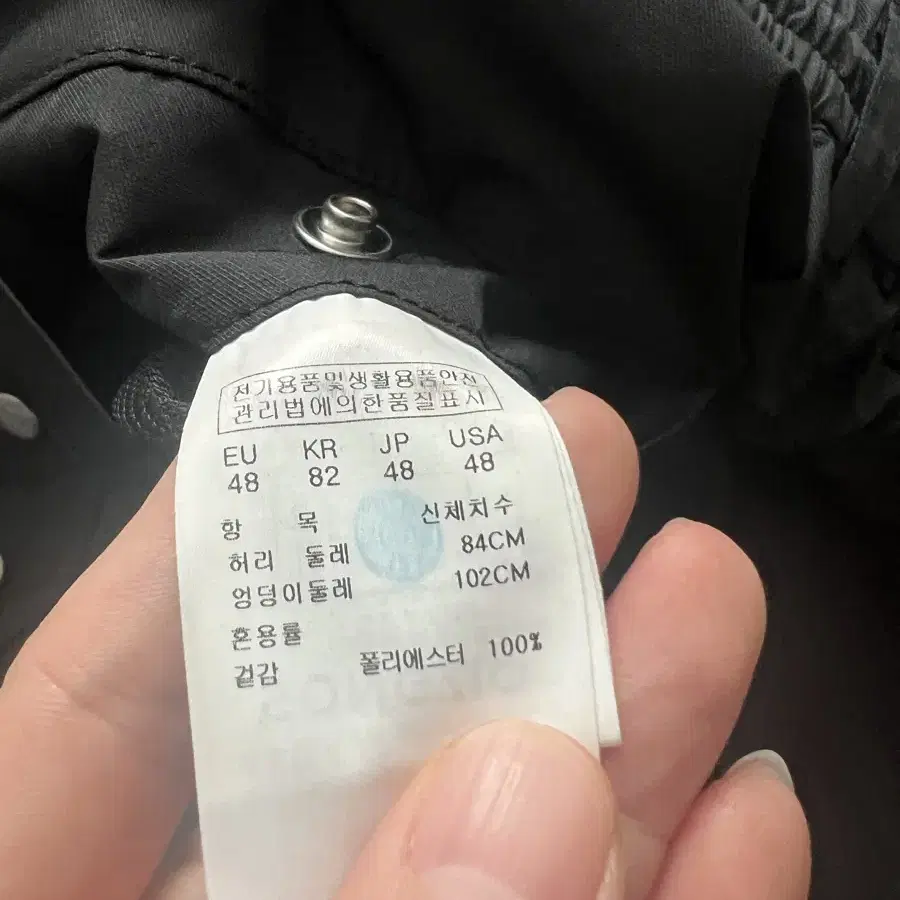 전기용품및생활용품안전
관리법에의한품질표시
EU KR JP USA
48 82 48 48
항 목 신체치수
허리 둘레 84CM
엉덩이둘레 102CM
혼용률
겉감 폴리에스터 100%